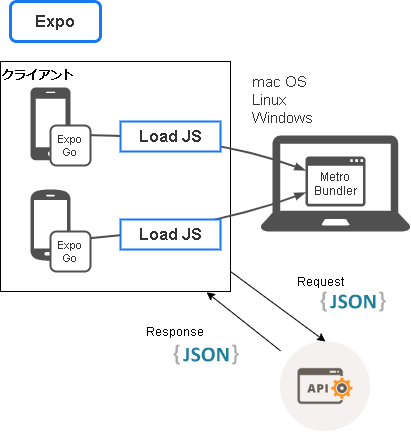 Expo
クライアント
mac OS
Linux
Windows
Expo
Go
Load JS
Metro
Bundler
Expo
Go
Load JS
Request
{JSON}
Response
{JSON}
API